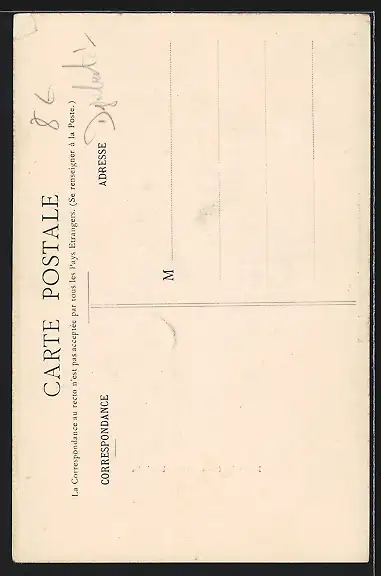 86
CARTE POSTALE
La Correspondance au recto n'est pas acceptée par tous les Pays Etrangers. (Se renseigner à la Poste.)
CORRESPONDANCE
ADRESSE
M